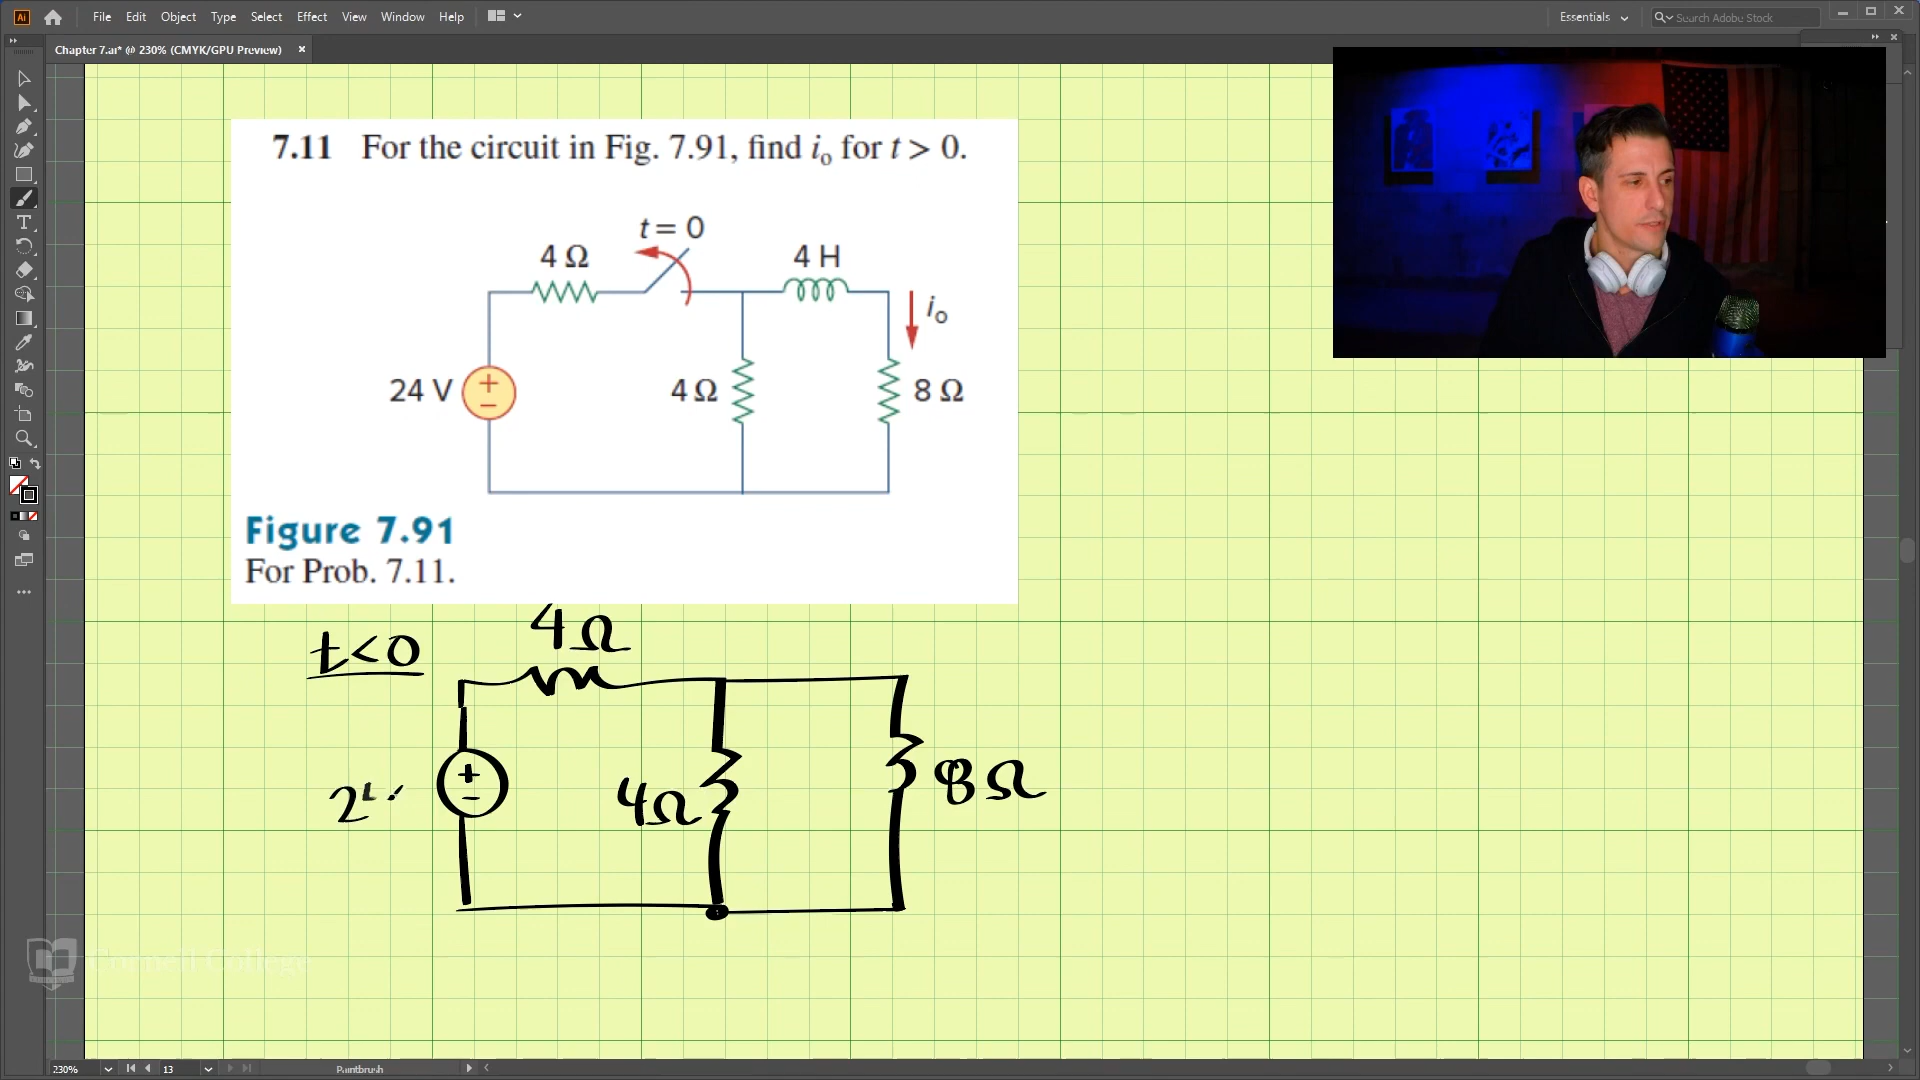 File Edit Object Type Select Effect View Window Help
Essentials
Search Adobe Stock
Chapter 7.ai* @ 230% (CMYK/GPU Preview)
7.11 For the circuit in Fig. 7.91, find i₀ for t > 0.
t = 0
4 Ω
4 H
i₀
24 V
+
−
4 Ω
8 Ω
Figure 7.91
For Prob. 7.11.
4Ω
t<0
+
-
4Ω
8Ω
Cornell College
230%
13
Paintbrush